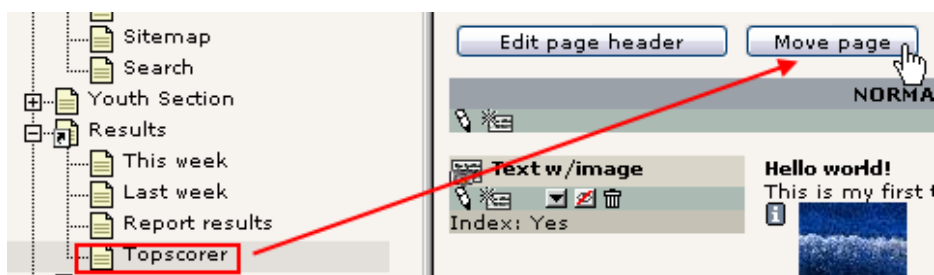 Sitemap
Search
Youth Section
Results
This week
Last week
Report results
Topscorer
Edit page header
Move page
NORMA
Text w/image
Index: Yes
Hello world!
This is my first t